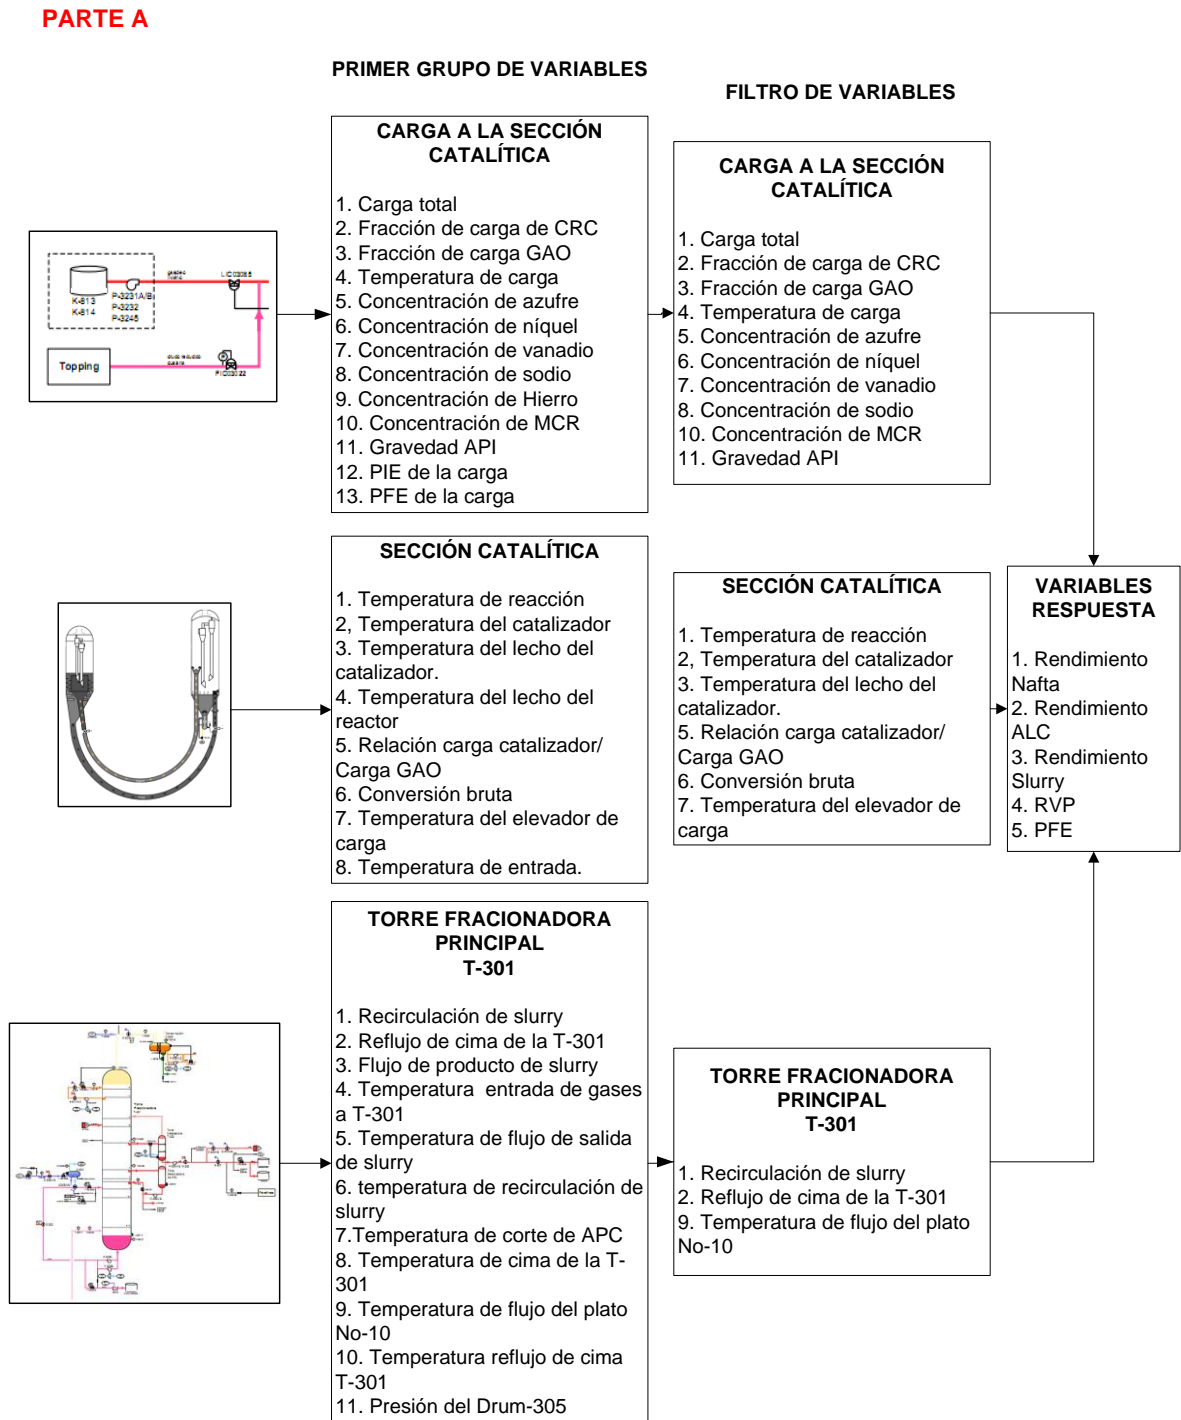 PARTE A
PRIMER GRUPO DE VARIABLES
FILTRO DE VARIABLES
CARGA A LA SECCIÓN
CATALÍTICA
1. Carga total
2. Fracción de carga de CRC
3. Fracción de carga GAO
4. Temperatura de carga
5. Concentración de azufre
6. Concentración de níquel
7. Concentración de vanadio
8. Concentración de sodio
9. Concentración de Hierro
10. Concentración de MCR
11. Gravedad API
12. PIE de la carga
13. PFE de la carga
CARGA A LA SECCIÓN
CATALÍTICA
1. Carga total
2. Fracción de carga de CRC
3. Fracción de carga GAO
4. Temperatura de carga
5. Concentración de azufre
6. Concentración de níquel
7. Concentración de vanadio
8. Concentración de sodio
10. Concentración de MCR
11. Gravedad API
K-813
K-814
P-3231A/B
P-3232
P-3245
Topping
SECCIÓN CATALÍTICA
1. Temperatura de reacción
2, Temperatura del catalizador
3. Temperatura del lecho del
catalizador.
4. Temperatura del lecho del
reactor
5. Relación carga catalizador/
Carga GAO
6. Conversión bruta
7. Temperatura del elevador de
carga
8. Temperatura de entrada.
SECCIÓN CATALÍTICA
1. Temperatura de reacción
2, Temperatura del catalizador
3. Temperatura del lecho del
catalizador.
5. Relación carga catalizador/
Carga GAO
6. Conversión bruta
7. Temperatura del elevador de
carga
VARIABLES
RESPUESTA
1. Rendimiento
Nafta
2. Rendimiento
ALC
3. Rendimiento
Slurry
4. RVP
5. PFE
TORRE FRACIONADORA
PRINCIPAL
T-301
1. Recirculación de slurry
2. Reflujo de cima de la T-301
3. Flujo de producto de slurry
4. Temperatura  entrada de gases
a T-301
5. Temperatura de flujo de salida
de slurry
6. temperatura de recirculación de
slurry
7.Temperatura de corte de APC
8. Temperatura de cima de la T-
301
9. Temperatura de flujo del plato
No-10
10. Temperatura reflujo de cima
T-301
11. Presión del Drum-305
TORRE FRACIONADORA
PRINCIPAL
T-301
1. Recirculación de slurry
2. Reflujo de cima de la T-301
9. Temperatura de flujo del plato
No-10